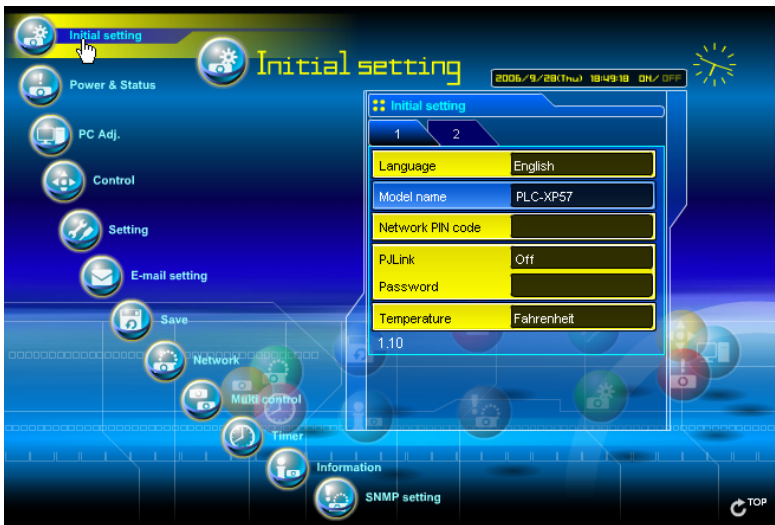 Initial setting
Initial setting
2006/9/28(Thu) 18:49:18 ON/OFF
Power & Status
PC Adj.
Control
Setting
E-mail setting
Save
Network
Multi control
Timer
Information
SNMP setting
Initial setting
1 2
Language English
Model name PLC-XP57
Network PIN code
PJLink Off
Password
Temperature Fahrenheit
1.10
TOP